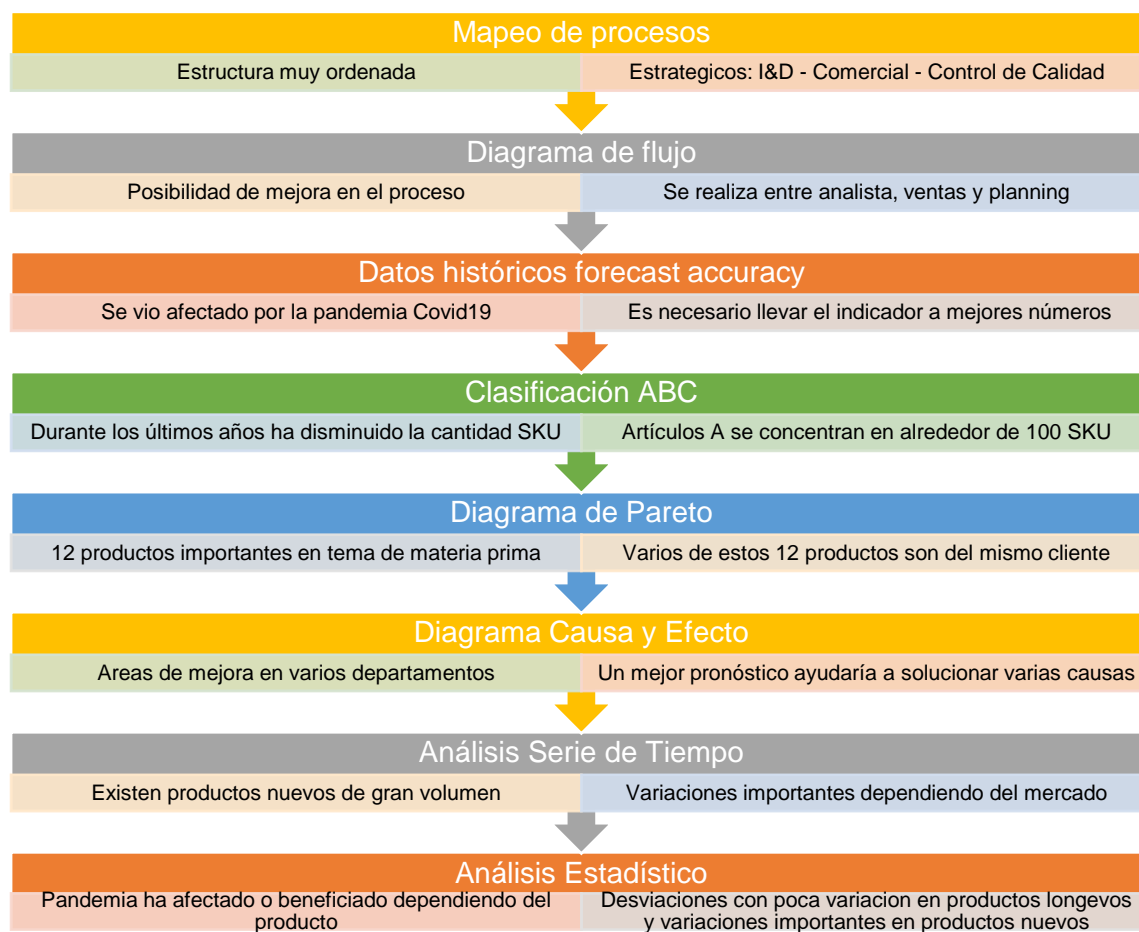 Mapeo de procesos
Estructura muy ordenada
Estrategicos: I&D - Comercial - Control de Calidad
Diagrama de flujo
Posibilidad de mejora en el proceso
Se realiza entre analista, ventas y planning
Datos históricos forecast accuracy
Se vio afectado por la pandemia Covid19
Es necesario llevar el indicador a mejores números
Clasificación ABC
Durante los últimos años ha disminuido la cantidad SKU
Artículos A se concentran en alrédedor de 100 SKU
Diagrama de Pareto
12 productos importantes en tema de materia prima
Varios de estos 12 productos son del mismo cliente
Diagrama Causa y Efecto
Areas de mejora en varios departamentos
Un mejor pronóstico ayudaría a solucionar varias causas
Análisis Serie de Tiempo
Existen productos nuevos de gran volumen
Variaciones importantes dependiendo del mercado
Análisis Estadístico
Pandemia ha afectado o beneficiado dependiendo del
producto
Desviaciones con poca variacion en productos longevos
y variaciones importantes en productos nuevos